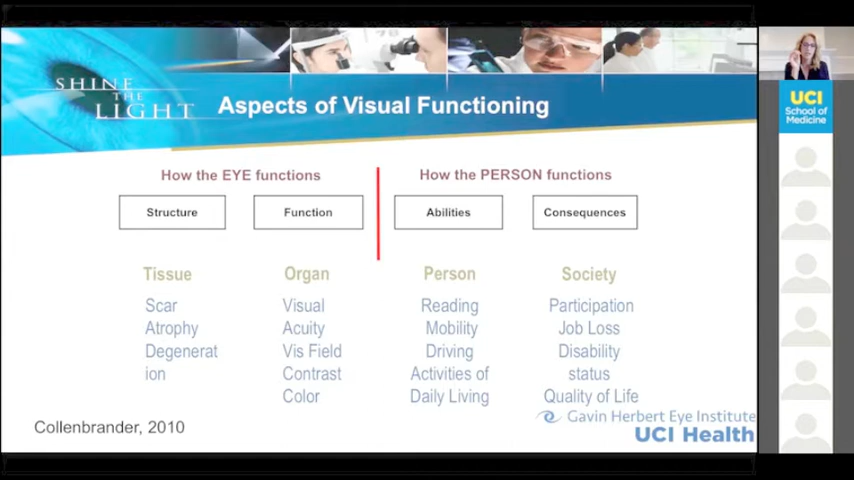 SHINE
THE
LIGHT
Aspects of Visual Functioning
How the EYE functions
How the PERSON functions
Structure
Function
Abilities
Consequences
Tissue
Scar
Atrophy
Degenerat
ion
Organ
Visual
Acuity
Vis Field
Contrast
Color
Person
Reading
Mobility
Driving
Activities of
Daily Living
Society
Participation
Job Loss
Disability
status
Quality of Life
Collenbrander, 2010
Gavin Herbert Eye Institute
UCI Health
UCI
School of
Medicine